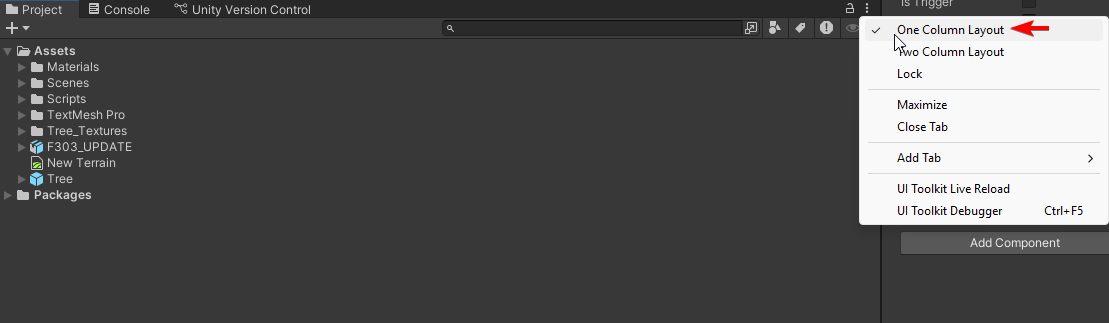 Project
Console
Unity Version Control
Is Trigger
Assets
Materials
Scenes
Scripts
TextMesh Pro
Tree_Textures
F303_UPDATE
New Terrain
Tree
Packages
One Column Layout
Two Column Layout
Lock
Maximize
Close Tab
Add Tab
UI Toolkit Live Reload
UI Toolkit Debugger Ctrl+F5
Add Component